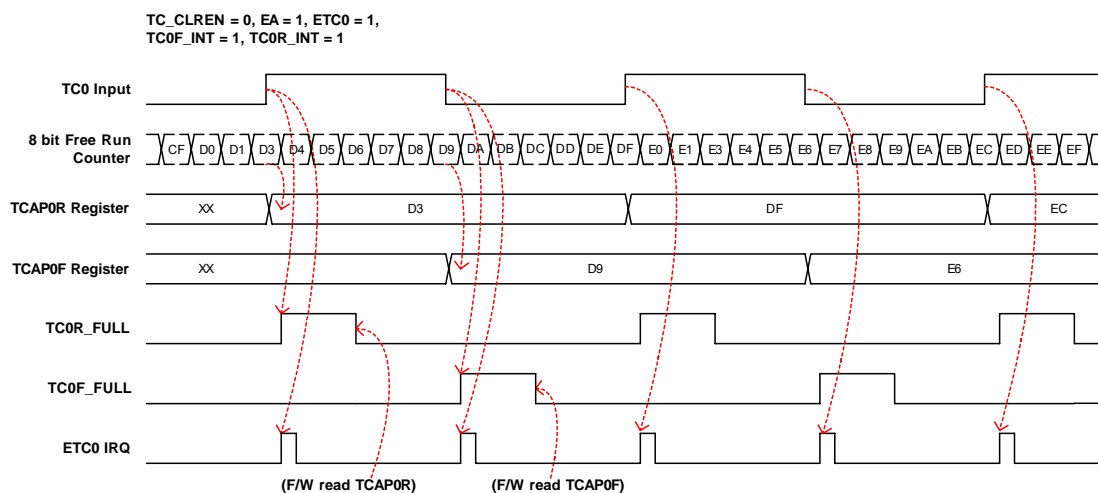 TC_CLREN = 0, EA = 1, ETC0 = 1,
TC0F_INT = 1, TC0R_INT = 1
TC0 Input
8 bit Free Run
Counter
CF D0 D1 D3 D4 D5 D6 D7 D8 D9 DA DB DC DD DE DF E0 E1 E3 E4 E5 E6 E7 E8 E9 EA EB EC ED EE EF
TCAP0R Register XX D3 DF EC
TCAP0F Register XX D9 E6
TC0R_FULL
TC0F_FULL
ETC0 IRQ
(F/W read TCAP0R) (F/W read TCAP0F)